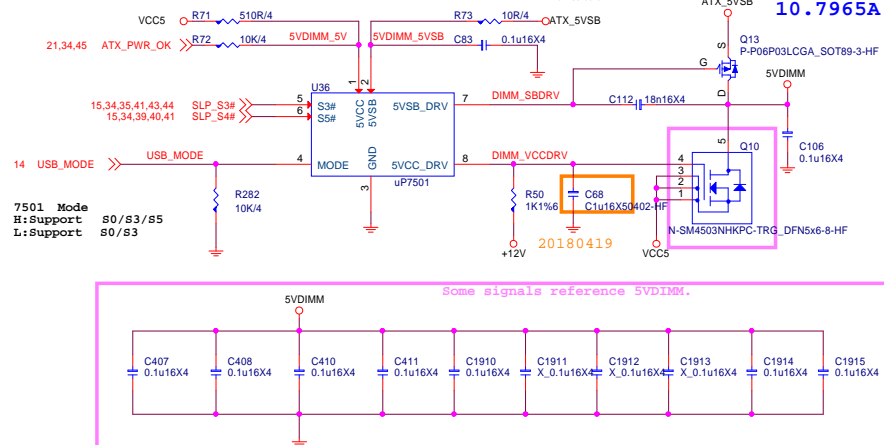 ATX_5VSB
10.7965A
VCC5
R71
510R/4
R73
10R/4
ATX_5VSB
21,34,45
ATX_PWR_OK
R72
10K/4
5VDIMM_5V
5VDIMM_5VSB
C83
0.1u16X4
Q13
P-P06P03LCGA_SOT89-3-HF
S
G
D
5VDIMM
U36
1
2
15,34,35,41,43,44
SLP_S3#
5
S3#
5VCC
5VSB
5VSB_DRV
7
DIMM_SBDRV
15,34,39,40,41
SLP_S4#
6
S5#
C112
18n16X4
C106
0.1u16X4
5
Q10
14
USB_MODE
USB_MODE
4
MODE
GND
5VCC_DRV
8
DIMM_VCCDRV
4
3
2
1
3
uP7501
R282
10K/4
R50
1K1%6
C68
C1u16X50402-HF
N-SM4503NHKPC-TRG_DFN5x6-8-HF
7501 Mode
H:Support S0/S3/S5
L:Support S0/S3
+12V
20180419
VCC5
Some signals reference 5VDIMM.
5VDIMM
C407
0.1u16X4
C408
0.1u16X4
C410
0.1u16X4
C411
0.1u16X4
C1910
0.1u16X4
C1911
X_0.1u16X4
C1912
X_0.1u16X4
C1913
X_0.1u16X4
C1914
0.1u16X4
C1915
0.1u16X4